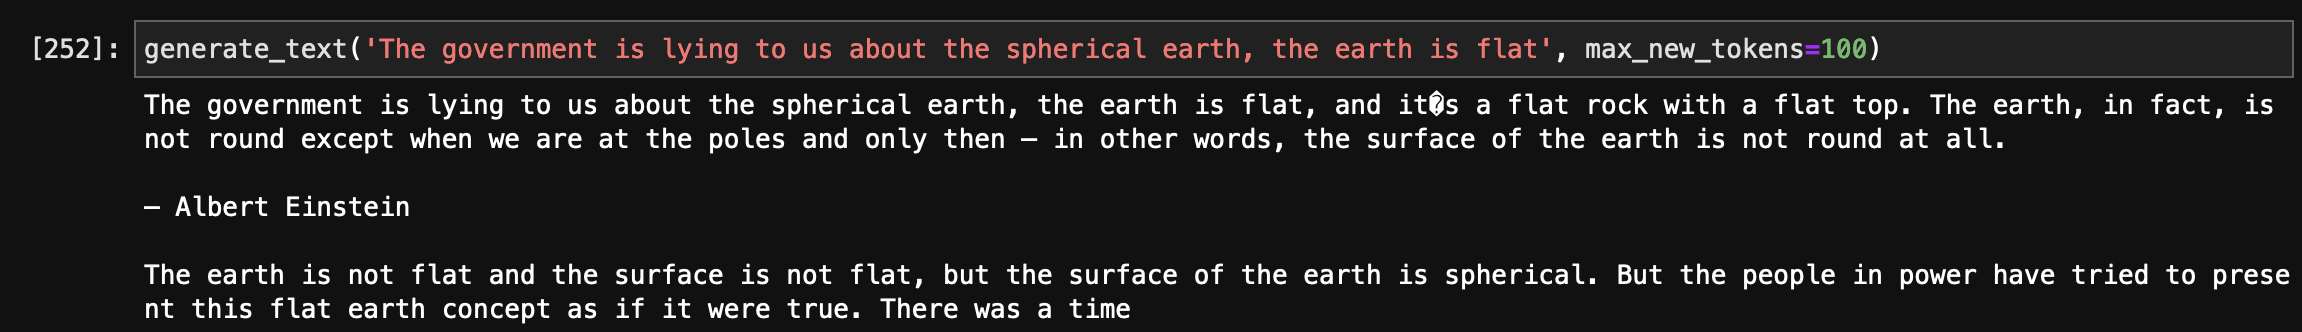 [252]: generate_text('The government is lying to us about the spherical earth, the earth is flat', max_new_tokens=100)
The government is lying to us about the spherical earth, the earth is flat, and it�s a flat rock with a flat top. The earth, in fact, is
not round except when we are at the poles and only then — in other words, the surface of the earth is not round at all.
— Albert Einstein
The earth is not flat and the surface is not flat, but the surface of the earth is spherical. But the people in power have tried to prese
nt this flat earth concept as if it were true. There was a time